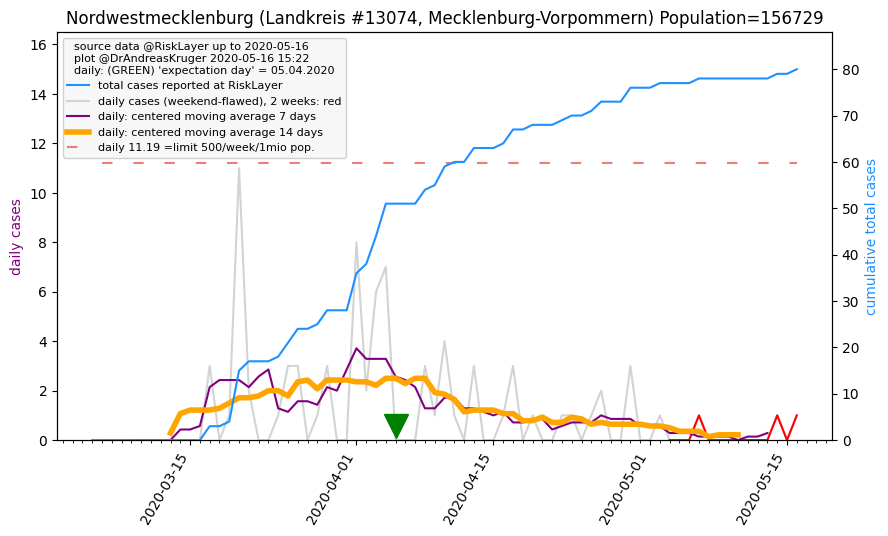 Nordwestmecklenburg (Landkreis #13074, Mecklenburg-Vorpommern) Population=156729
source data @RiskLayer up to 2020-05-16
plot @DrAndreasKruger 2020-05-16 15:22
daily: (GREEN) 'expectation day' = 05.04.2020
total cases reported at RiskLayer
daily cases (weekend-flawed), 2 weeks: red
daily: centered moving average 7 days
daily: centered moving average 14 days
daily 11.19 =limit 500/week/1mio pop.
daily cases
16
14
12
10
8
6
4
2
0
cumulative total cases
80
70
60
50
40
30
20
10
0
2020-03-15
2020-04-01
2020-04-15
2020-05-01
2020-05-15